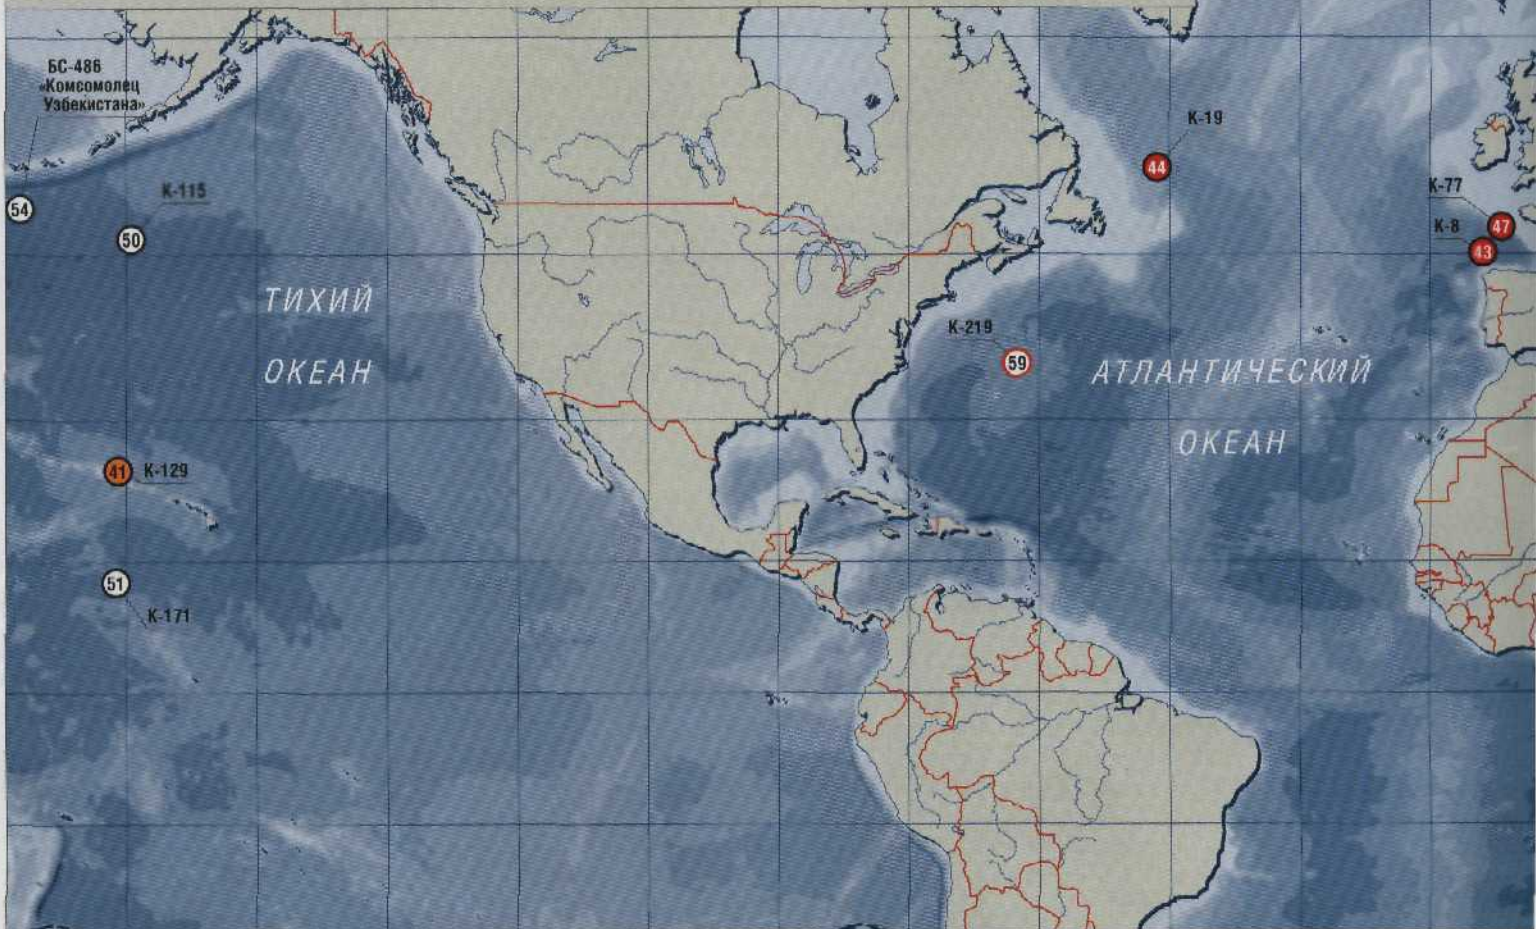 БС-486
«Комсомолец
Узбекистана»
54
К-115
50
ТИХИЙ
ОКЕАН
41 К-129
51
К-171
К-19
44
К-77
47
К-8
43
К-219
59
АТЛАНТИЧЕСКИЙ
ОКЕАН